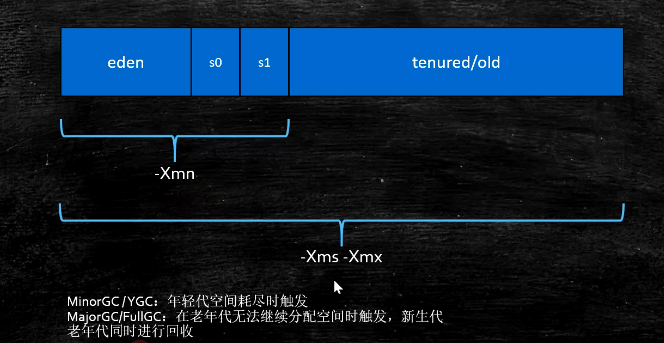 eden s0 s1 tenured/old
-Xmn
-Xms -Xmx
MinorGC/YGC：年轻代空间耗尽时触发
MajorGC/FullGC：在老年代无法继续分配空间时触发，新生代
老年代同时进行回收